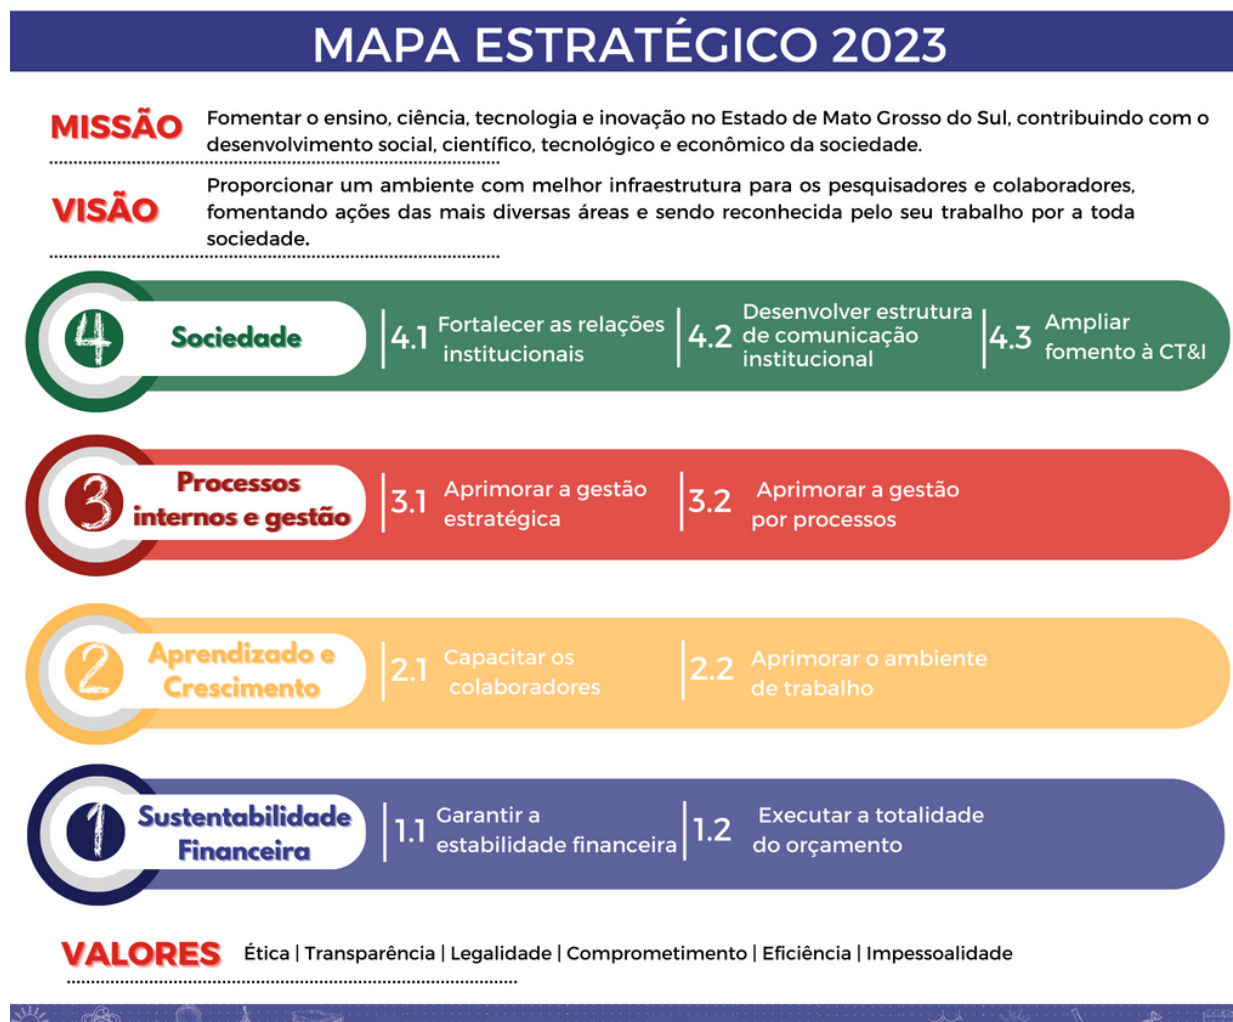 MAPA ESTRATÉGICO 2023
MISSÃO
Fomentar o ensino, ciência, tecnologia e inovação no Estado de Mato Grosso do Sul, contribuindo com o
desenvolvimento social, científico, tecnológico e econômico da sociedade.
VISÃO
Proporcionar um ambiente com melhor infraestrutura para os pesquisadores e colaboradores,
fomentando ações das mais diversas áreas e sendo reconhecida pelo seu trabalho por a toda
sociedade.
4
Sociedade
4.1
Fortalecer as relações
institucionais
4.2
Desenvolver estrutura
de comunicação
institucional
4.3
Ampliar
fomento à CT&I
3
Processos
internos e gestão
3.1
Aprimorar a gestão
estratégica
3.2
Aprimorar a gestão
por processos
2
Aprendizado e
Crescimento
2.1
Capacitar os
colaboradores
2.2
Aprimorar o ambiente
de trabalho
1
Sustentabilidade
Financeira
1.1
Garantir a
estabilidade financeira
1.2
Executar a totalidade
do orçamento
VALORES
Ética | Transparência | Legalidade | Comprometimento | Eficiência | Impessoalidade